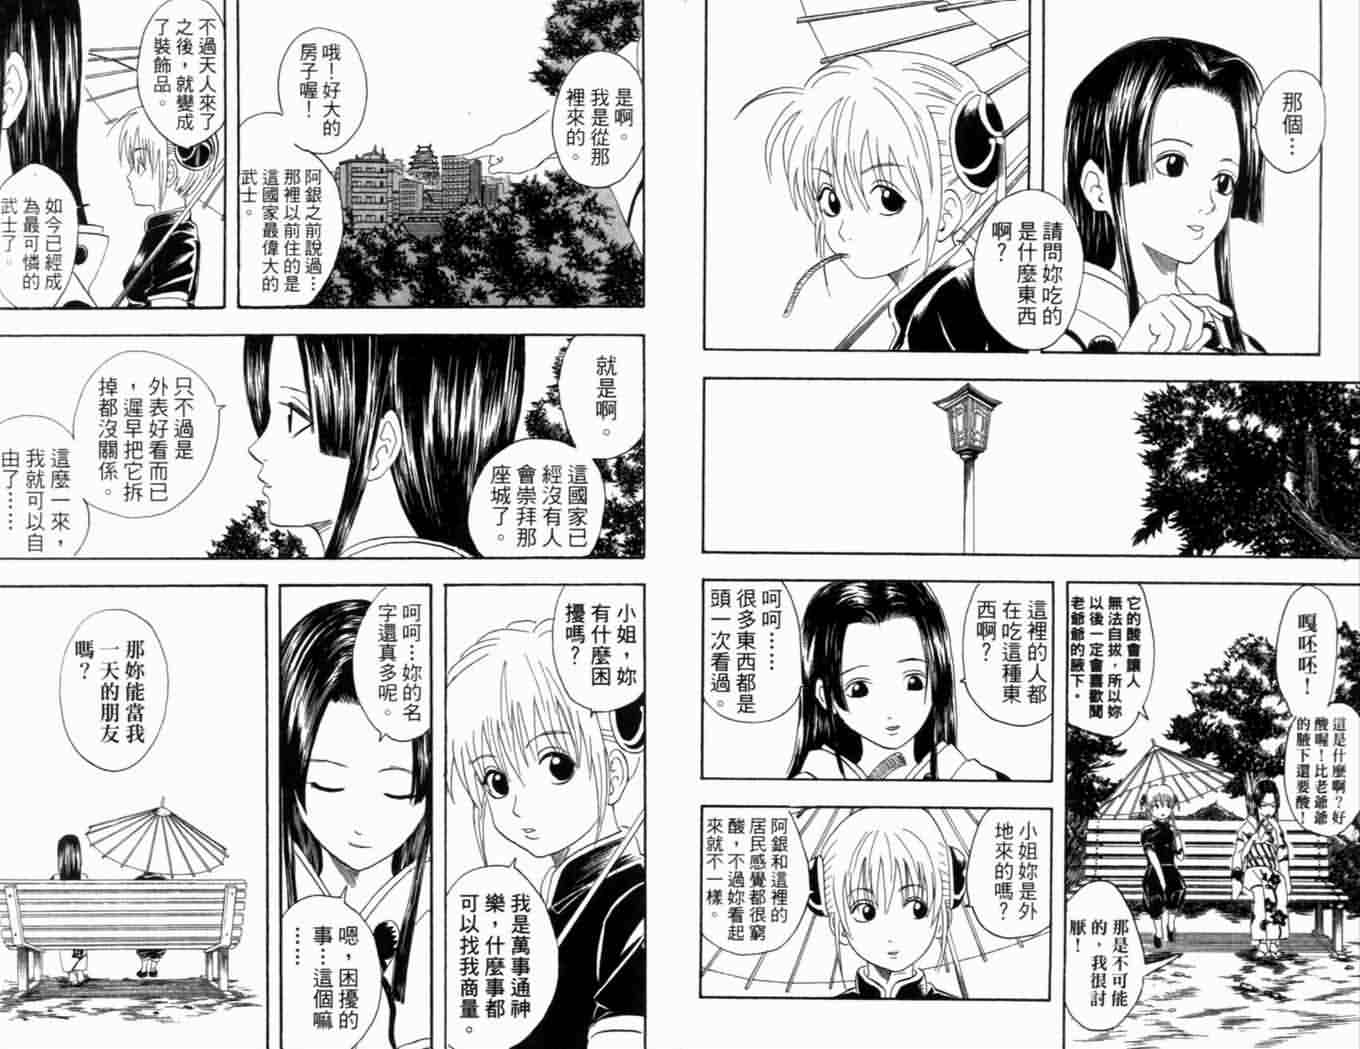 那個…
請問妳吃的
是什麼東西
啊？
嘎呸呸！
這是什麼啊？好
酸喔！比老爺爺
的腋下還要酸！
它的酸會讓人
無法自拔，所以妳
以後一定會喜歡聞
老爺爺的腋下。
那是不可能
的，我很討
厭！
這裡的人都
在吃這種東
西啊？
呵呵……
很多東西都是
頭一次看過。
小姐妳是外
地來的嗎？
阿銀和這裡的
居民感覺都很窮
酸，不過妳看起
來就不一樣。
是啊。
我是從那
裡來的。
哦！好大的
房子喔！
阿銀之前說過…
那裡以前住的是
這國家最偉大的
武士。
不過天人來了
之後，就變成
了裝飾品。
如今已經成
為最可憐的
武士了。
就是啊。
這國家已
經沒有人
會崇拜那
座城了。
只不過是
外表好看而已
，遲早把它拆
掉都沒關係。
這麼一來，
我就可以自
由了……
小姐，妳
有什麼困
擾嗎？
我是萬事通神
樂，什麼事都
可以找我商量。
呵呵…妳的名
字還真多呢。
嗯，困擾的
事…這個嘛
……
那妳能當我
一天的朋友
嗎？